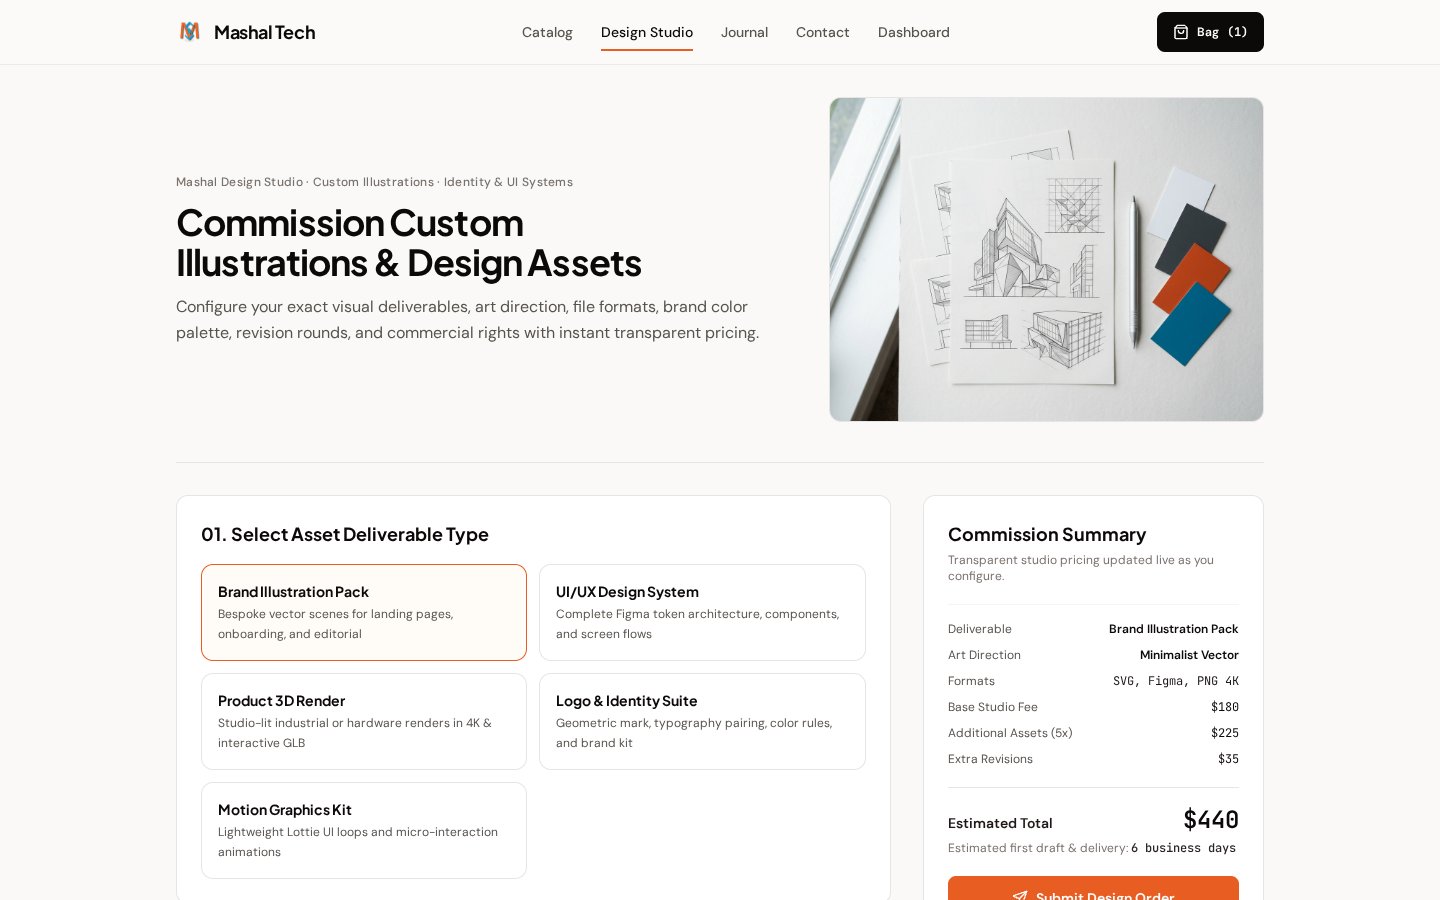 Mashal Tech
Catalog
Design Studio
Journal
Contact
Dashboard
Bag (1)
Mashal Design Studio · Custom Illustrations · Identity & UI Systems
Commission Custom
Illustrations & Design Assets
Configure your exact visual deliverables, art direction, file formats, brand color
palette, revision rounds, and commercial rights with instant transparent pricing.
01. Select Asset Deliverable Type
Brand Illustration Pack
Bespoke vector scenes for landing pages,
onboarding, and editorial
UI/UX Design System
Complete Figma token architecture, components,
and screen flows
Product 3D Render
Studio-lit industrial or hardware renders in 4K &
interactive GLB
Logo & Identity Suite
Geometric mark, typography pairing, color rules,
and brand kit
Motion Graphics Kit
Lightweight Lottie UI loops and micro-interaction
animations
Commission Summary
Transparent studio pricing updated live as you
configure.
Deliverable Brand Illustration Pack
Art Direction Minimalist Vector
Formats SVG, Figma, PNG 4K
Base Studio Fee $180
Additional Assets (5x) $225
Extra Revisions $35
Estimated Total $440
Estimated first draft & delivery: 6 business days
Submit Design Order